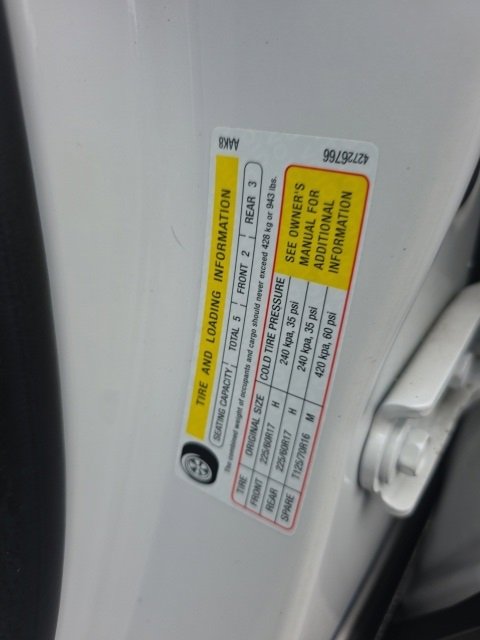 AAK8
42726766
TIRE AND LOADING INFORMATION
SEATING CAPACITY TOTAL 5 FRONT 2 REAR 3
The combined weight of occupants and cargo should never exceed 428 kg or 943 lbs.
TIRE ORIGINAL SIZE COLD TIRE PRESSURE
FRONT 225/60R17 H 240 kpa, 35 psi
REAR 225/60R17 H 240 kpa, 35 psi
SPARE T125/70R16 M 420 kpa, 60 psi
SEE OWNER'S
MANUAL FOR
ADDITIONAL
INFORMATION